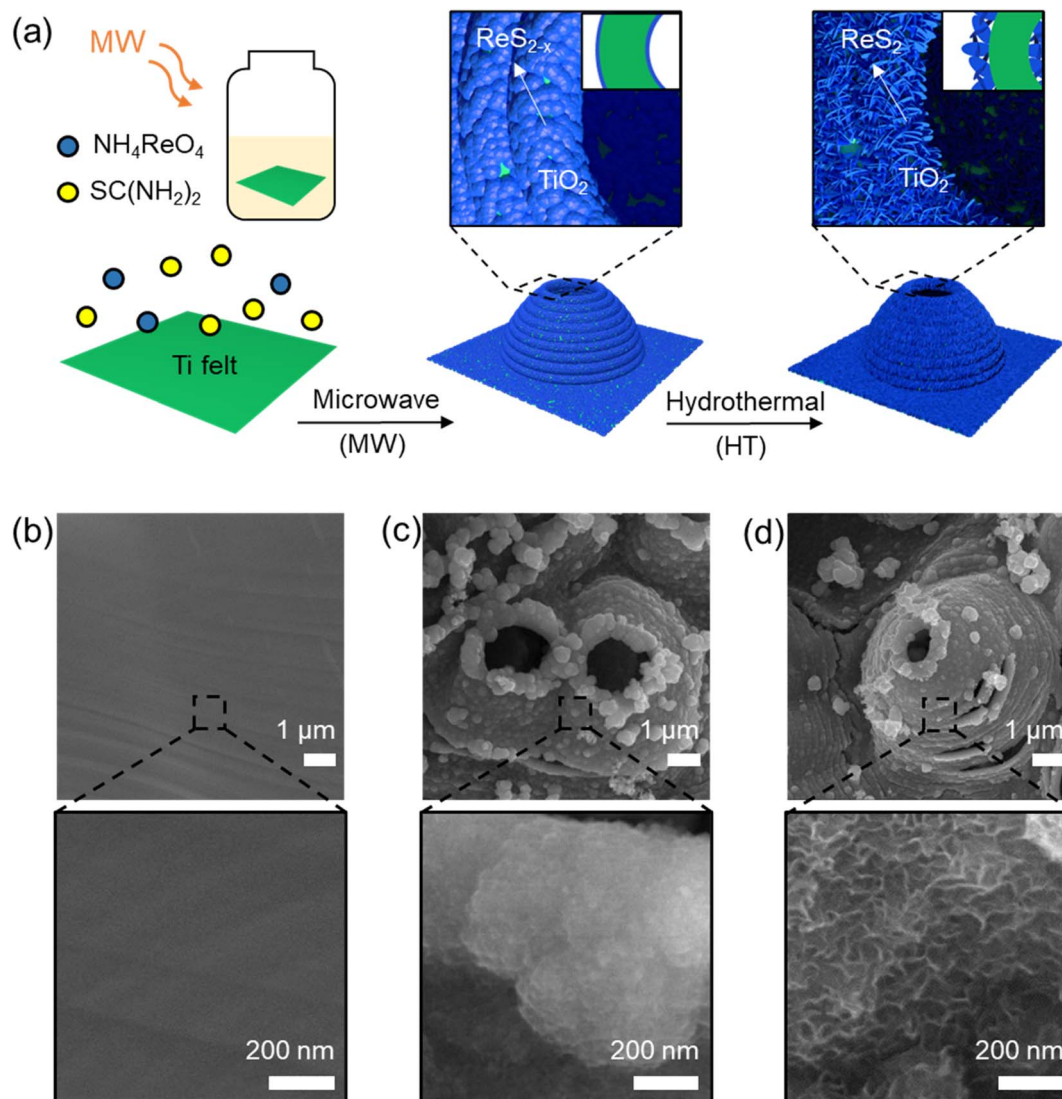 (a)
MW
NH₄ReO₄
SC(NH₂)₂
Ti felt
Microwave
(MW)
ReS₂₋ₓ
TiO₂
Hydrothermal
(HT)
ReS₂
TiO₂
(b)
1 µm
200 nm
(c)
1 µm
200 nm
(d)
1 µm
200 nm